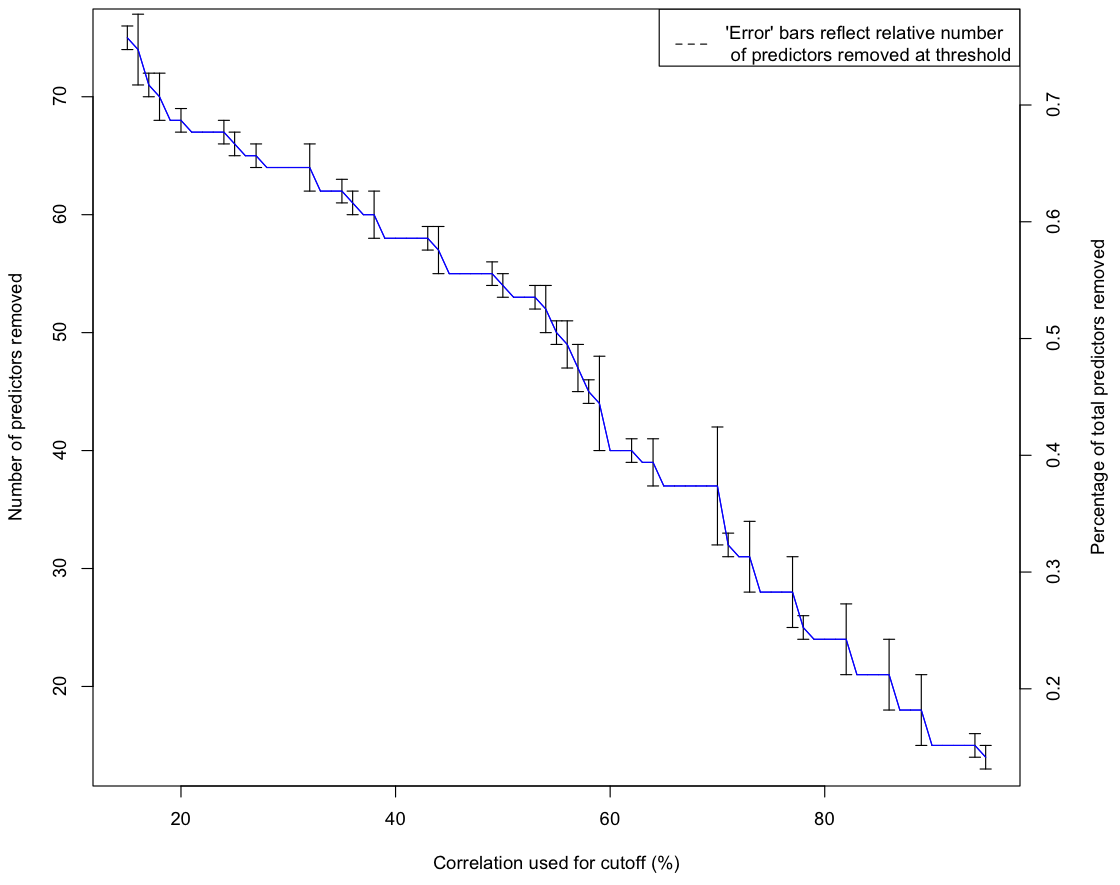 'Error' bars reflect relative number
of predictors removed at threshold
Number of predictors removed
70
60
50
40
30
20
0.7
0.6
0.5
0.4
0.3
0.2
Percentage of total predictors removed
20 40 60 80
Correlation used for cutoff (%)